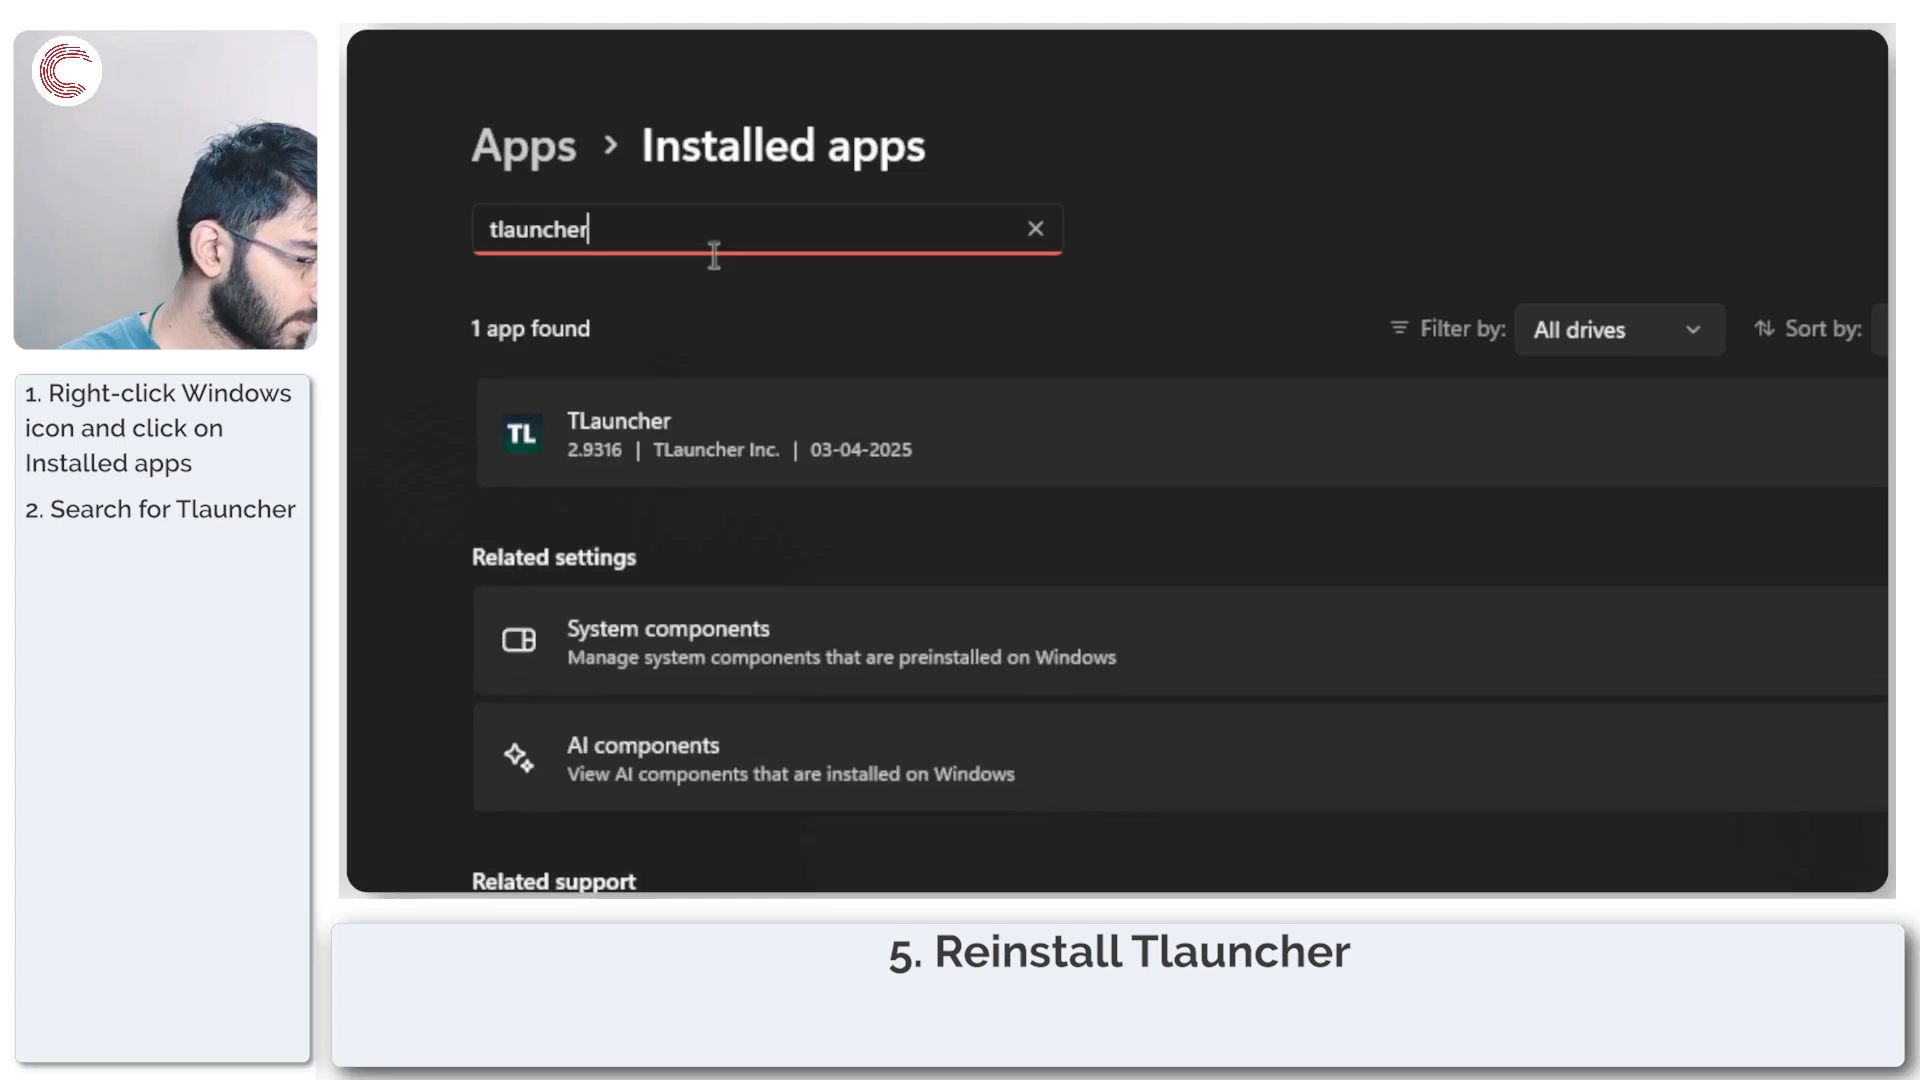 1. Right-click Windows
icon and click on
Installed apps
2. Search for Tlauncher
Apps > Installed apps
tlauncher
1 app found
Filter by: All drives
Sort by:
TL
TLauncher
2.9316 | TLauncher Inc. | 03-04-2025
Related settings
System components
Manage system components that are preinstalled on Windows
AI components
View AI components that are installed on Windows
Related support
5. Reinstall Tlauncher